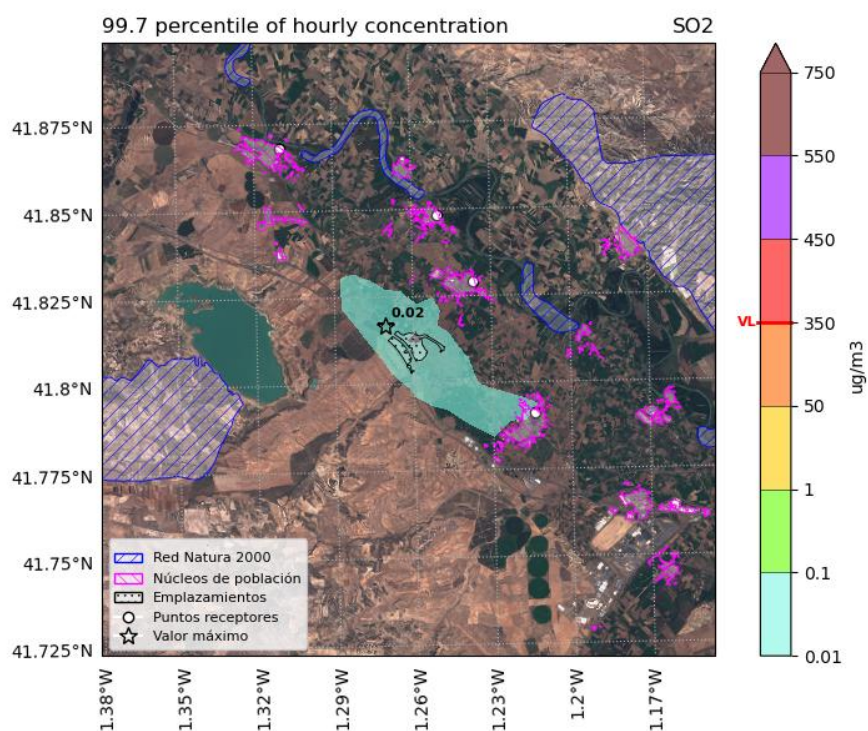 99.7 percentile of hourly concentration SO2
41.875°N
41.85°N
41.825°N
41.8°N
41.775°N
41.75°N
41.725°N
0.02
Red Natura 2000
Núcleos de población
Emplazamientos
Puntos receptores
Valor máximo
1.38°W
1.35°W
1.32°W
1.29°W
1.26°W
1.23°W
1.2°W
1.17°W
750
550
450
VL 350
50
1
0.1
0.01
ug/m3